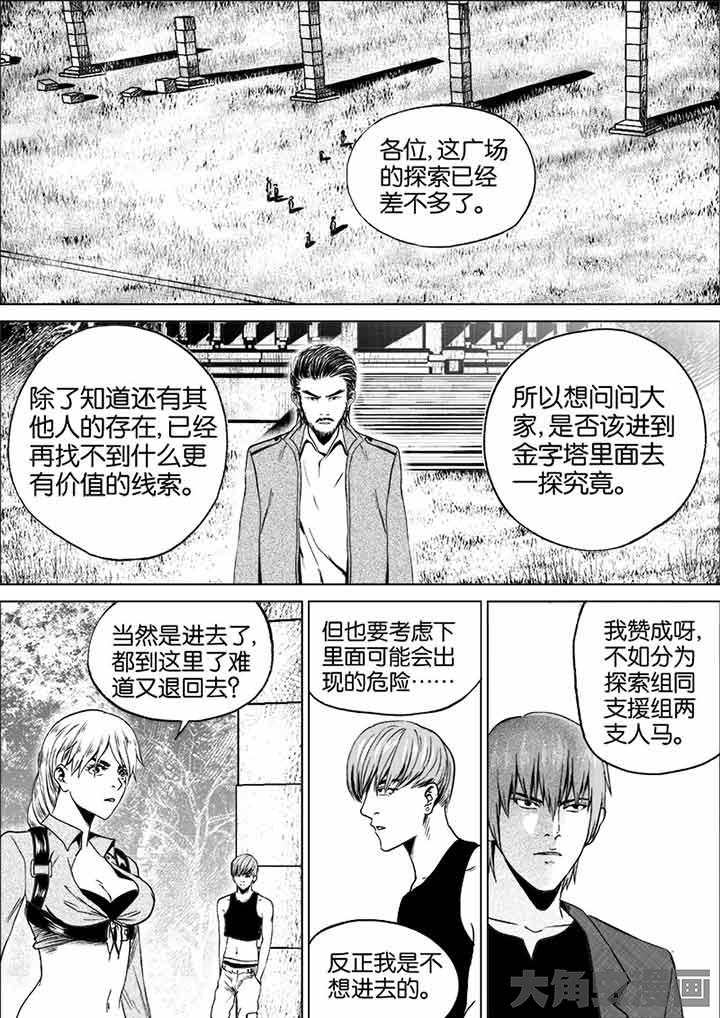 各位,这广场
的探索已经
差不多了。
除了知道还有其
他人的存在,已经
再找不到什么更
有价值的线索。
所以想问问大
家,是否该进到
金字塔里面去
一探究竟。
当然是进去了,
都到这里了难
道又退回去?
但也要考虑下
里面可能会出
现的危险……
反正我是不
想进去的。
我赞成呀,
不如分为
探索组同
支援组两
支人马。
大角
漫画